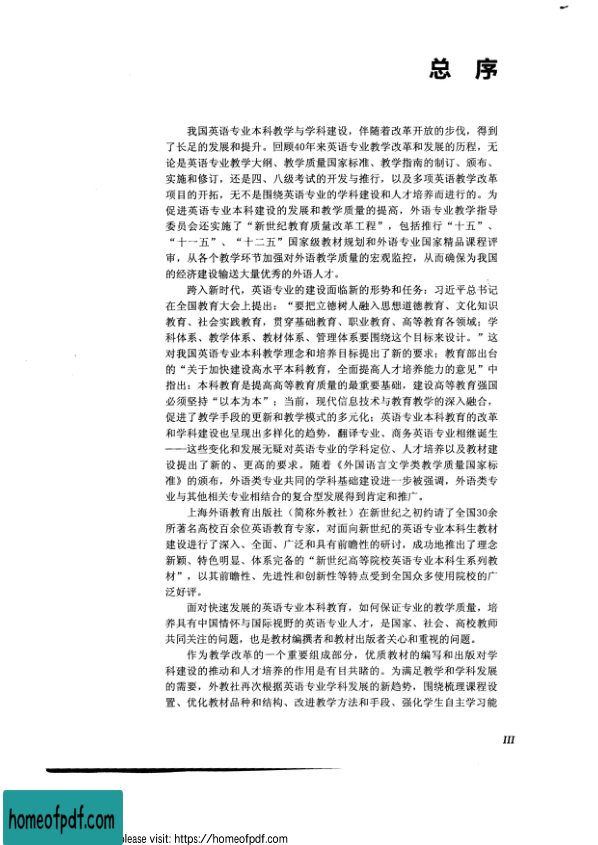 总 序
我国英语专业本科教学与学科建设，伴随着改革开放的步伐，得到
了长足的发展和提升。回顾40年来英语专业教学改革和发展的历程，无
论是英语专业教学大纲、教学质量国家标准、教学指南的制订、颁布、
实施和修订，还是四、八级考试的开发与推行，以及多项英语教学改革
项目的开拓，无不是围绕英语专业的学科建设和人才培养而进行的。为
促进英语专业本科建设的发展和教学质量的提高，外语专业教学指导
委员会还实施了“新世纪教育质量改革工程”，包括推行“十五”、
“十一五”、“十二五”国家级教材规划和外语专业国家精品课程评
审，从各个教学环节加强对外语教学质量的宏观监控，从而确保为我国
的经济建设输送大量优秀的外语人才。
跨入新时代，英语专业的建设面临新的形势和任务：习近平总书记
在全国教育大会上提出：“要把立德树人融入思想道德教育、文化知识
教育、社会实践教育，贯穿基础教育、职业教育、高等教育各领域；学
科体系、教学体系、教材体系、管理体系要围绕这个目标来设计。”这
对我国英语专业本科教学理念和培养目标提出了新的要求；教育部出台
的“关于加快建设高水平本科教育，全面提高人才培养能力的意见”中
指出：本科教育是提高高等教育质量的最重要基础，建设高等教育强国
必须坚持“以本为本”；当前，现代信息技术与教育教学的深入融合，
促进了教学手段的更新和教学模式的多元化；英语专业本科教育的改革
和学科建设也呈现出多样化的趋势，翻译专业、商务英语专业相继诞生
——这些变化和发展无疑对英语专业的学科定位、人才培养以及教材建
设提出了新的、更高的要求。随着《外国语言文学类教学质量国家标
准》的颁布，外语类专业共同的学科基础建设进一步被强调，外语类专
业与其他相关专业相结合的复合型发展得到肯定和推广。
上海外语教育出版社（简称外教社）在新世纪之初约请了全国30余
所著名高校百余位英语教育专家，对面向新世纪的英语专业本科生教材
建设进行了深入、全面、广泛和具有前瞻性的研讨，成功地推出了理念
新颖、特色明显、体系完备的“新世纪高等院校英语专业本科生系列教
材”，以其前瞻性、先进性和创新性等特点受到全国众多使用院校的广
泛好评。
面对快速发展的英语专业本科教育，如何保证专业的教学质量，培
养具有中国情怀与国际视野的英语专业人才，是国家、社会、高校教师
共同关注的问题，也是教材编撰者和教材出版者关心和重视的问题。
作为教学改革的一个重要组成部分，优质教材的编写和出版对学
科建设的推动和人才培养的作用是有目共睹的。为满足教学和学科发展
的需要，外教社再次根据英语专业学科发展的新趋势，围绕梳理课程设
置、优化教材品种和结构、改进教学方法和手段、强化学生自主学习能
III
homeofpdf.com
please visit: https://homeofpdf.com